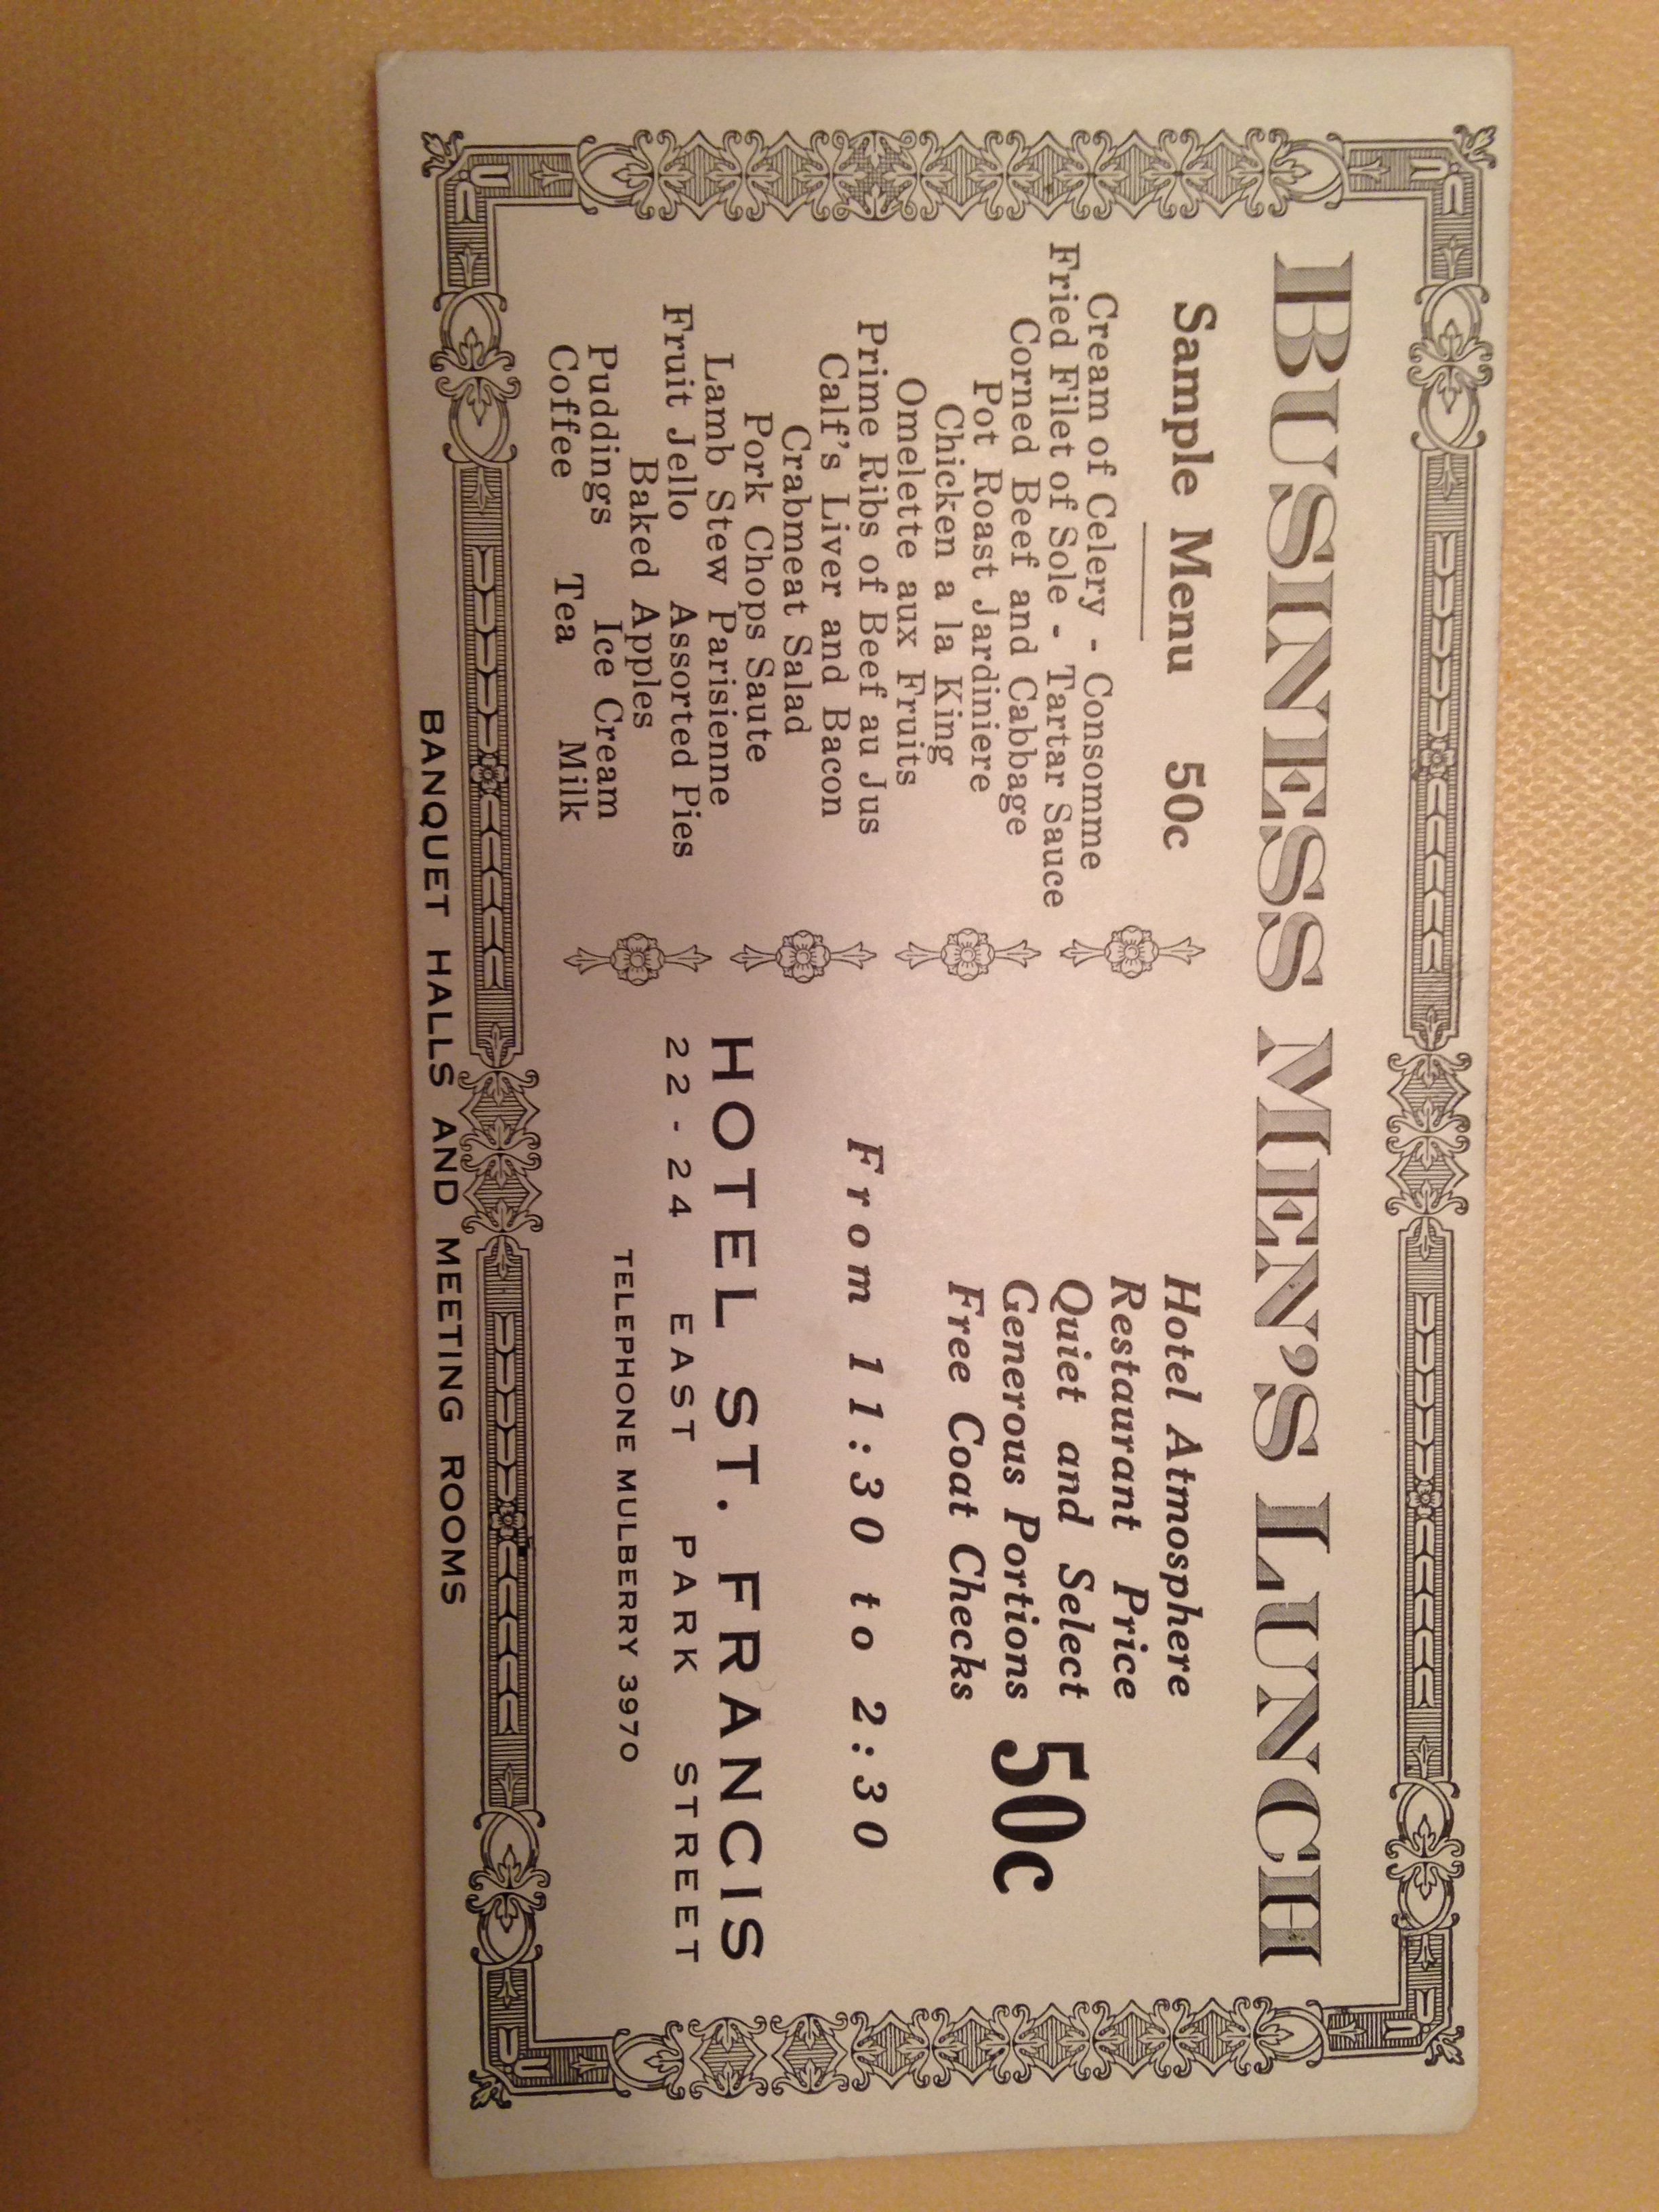 BUSINESS MEN'S LUNCH
Sample Menu 50c
Cream of Celery - Consomme
Fried Filet of Sole - Tartar Sauce
Corned Beef and Cabbage
Pot Roast Jardiniere
Chicken a la King
Omelette aux Fruits
Prime Ribs of Beef au Jus
Calf's Liver and Bacon
Crabmeat Salad
Pork Chops Saute
Lamb Stew Parisienne
Fruit Jello Assorted Pies
Baked Apples
Puddings Ice Cream
Coffee Tea Milk
Hotel Atmosphere
Restaurant Price
Quiet and Select
Generous Portions
Free Coat Checks
50c
From 11:30 to 2:30
HOTEL ST. FRANCIS
22-24 EAST PARK STREET
TELEPHONE MULBERRY 3970
BANQUET HALLS AND MEETING ROOMS